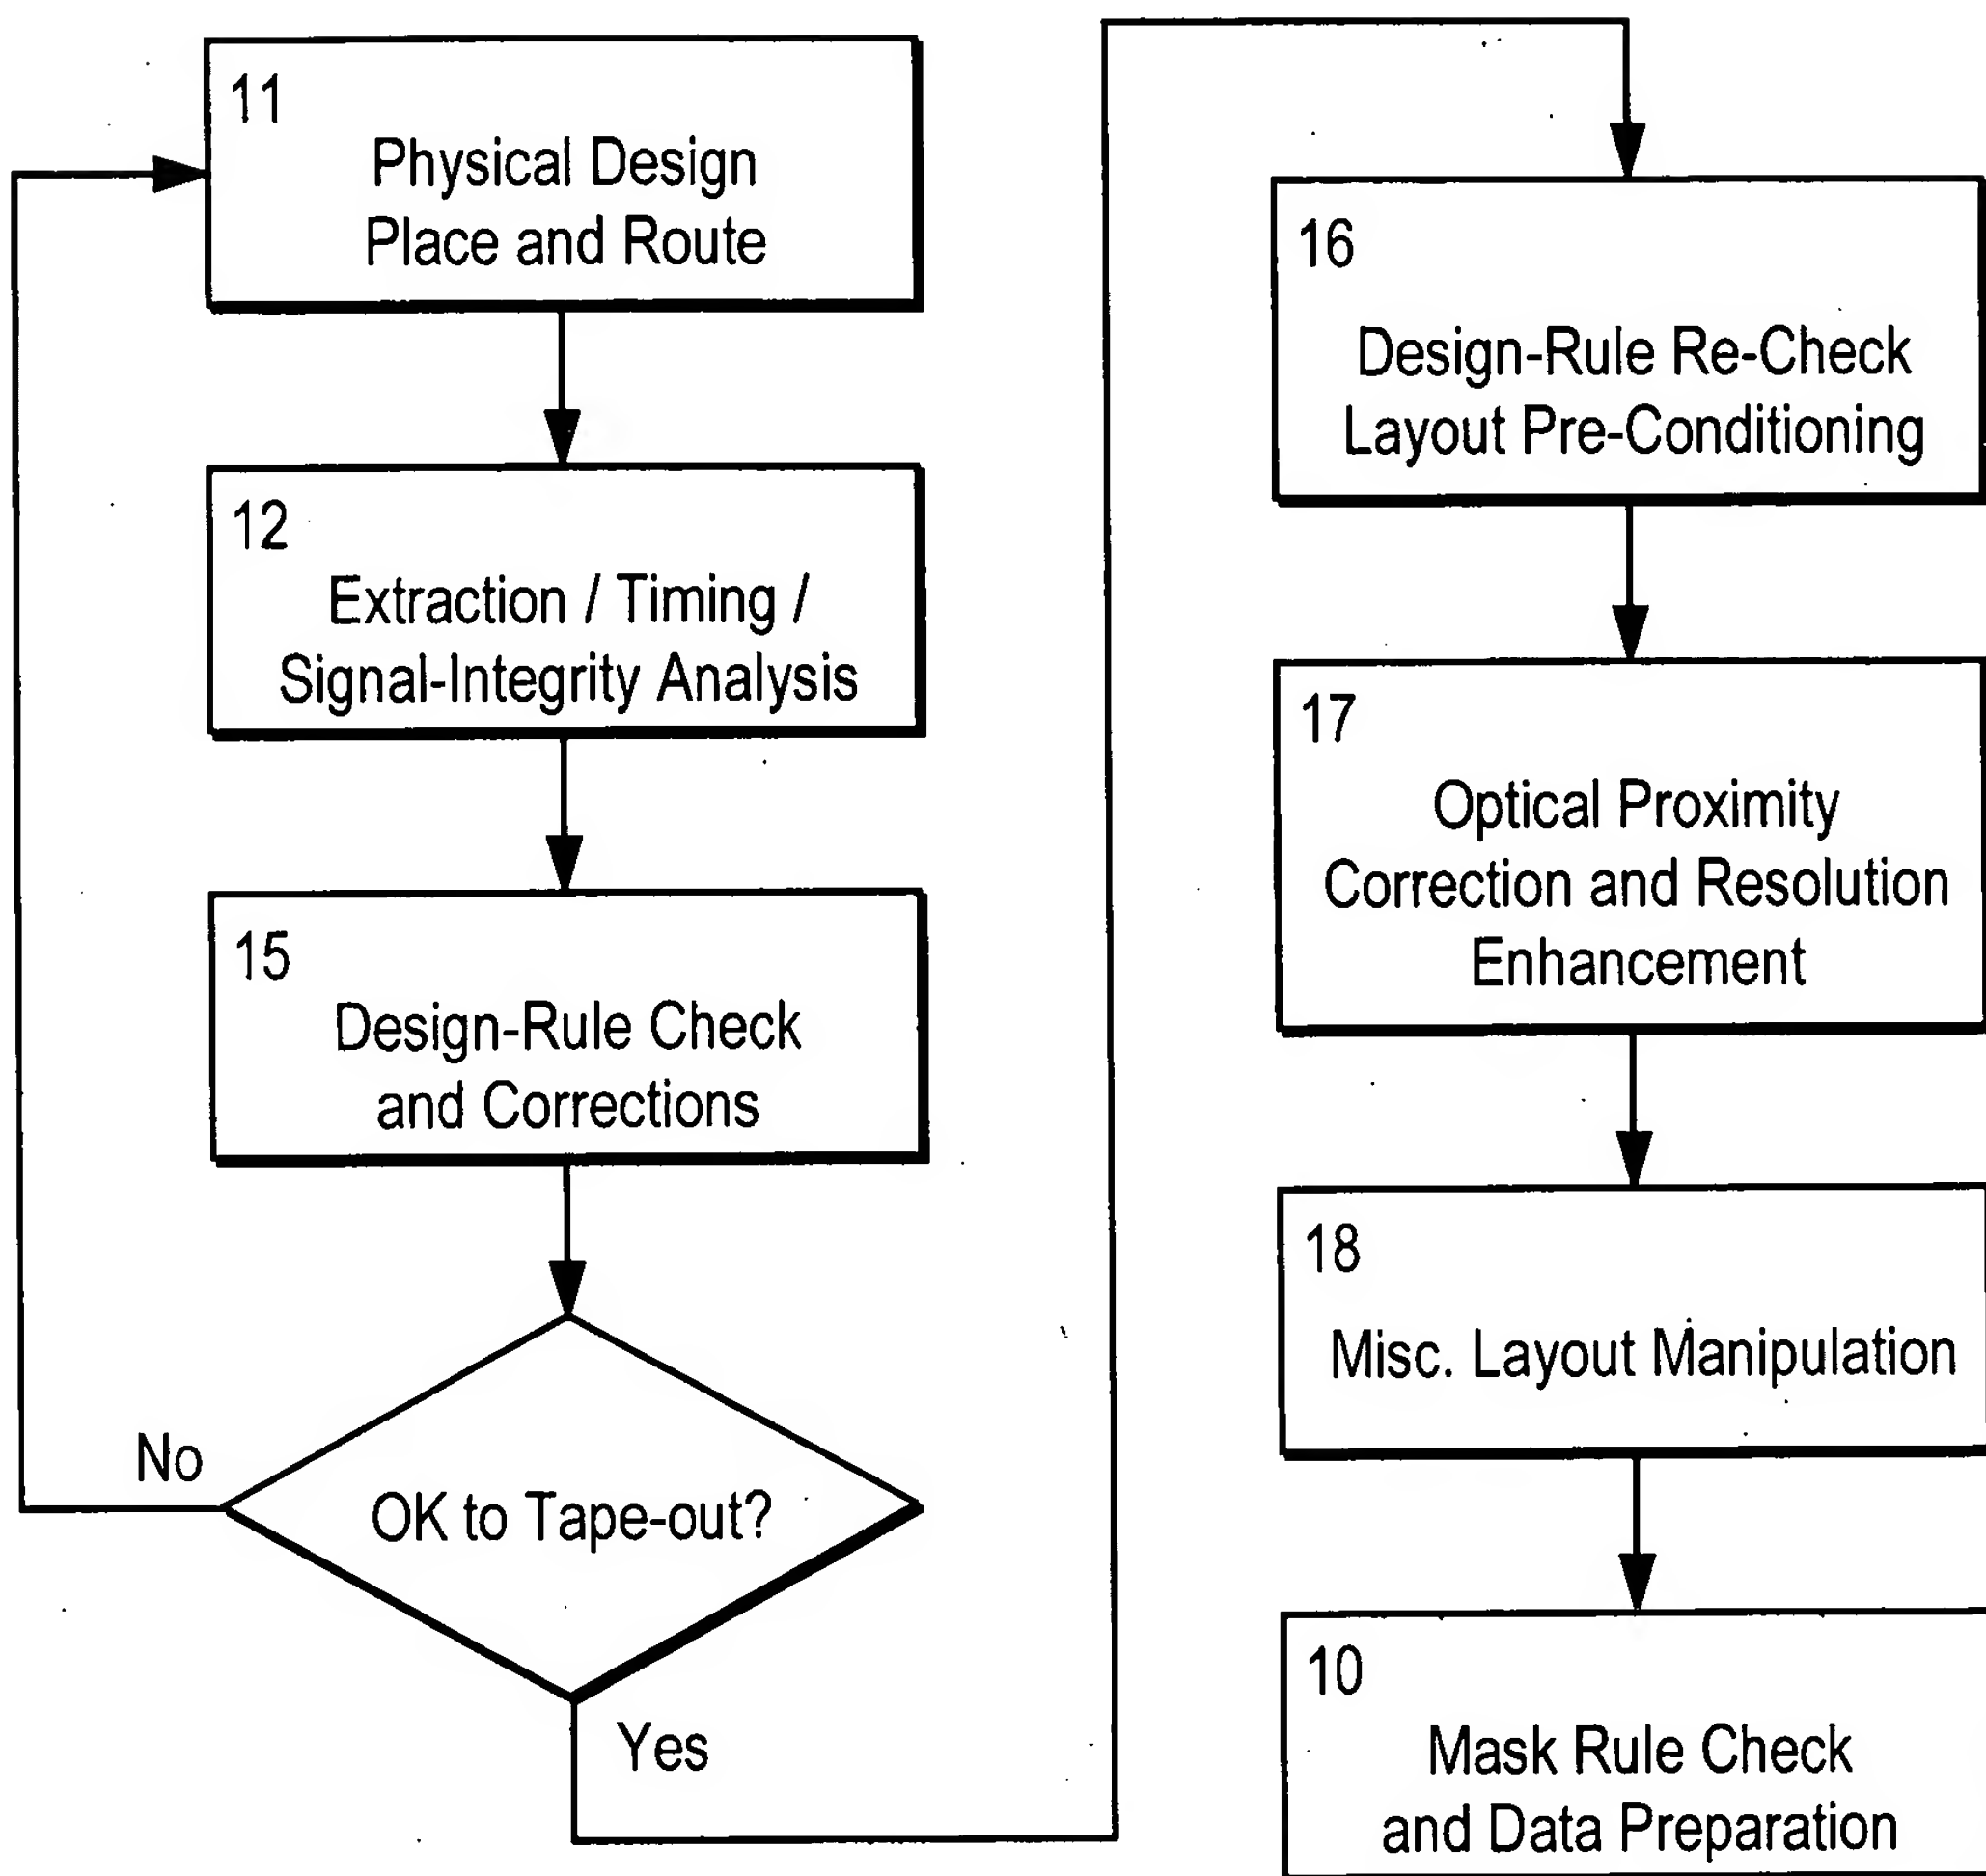 11
Physical Design
Place and Route
12
Extraction / Timing /
Signal-Integrity Analysis
15
Design-Rule Check
and Corrections
No
OK to Tape-out?
Yes
16
Design-Rule Re-Check
Layout Pre-Conditioning
17
Optical Proximity
Correction and Resolution
Enhancement
18
Misc. Layout Manipulation
10
Mask Rule Check
and Data Preparation